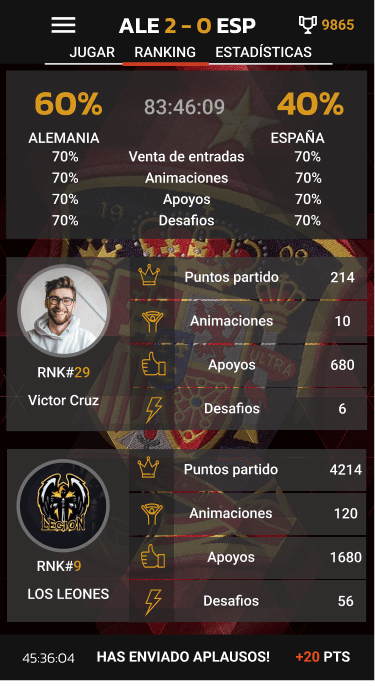 ALE 2 - 0 ESP
9865
JUGAR RANKING ESTADÍSTICAS
60% 83:46:09 40%
ALEMANIA ESPAÑA
70% Venta de entradas 70%
70% Animaciones 70%
70% Apoyos 70%
70% Desafios 70%
19
09
Puntos partido 214
Animaciones 10
ULTRA
Apoyos 680
Desafios 6
RNK#29
Victor Cruz
Puntos partido 4214
Animaciones 120
Apoyos 1680
Desafios 56
LEGION
RNK#9
LOS LEONES
45:36:04 HAS ENVIADO APLAUSOS! +20 PTS